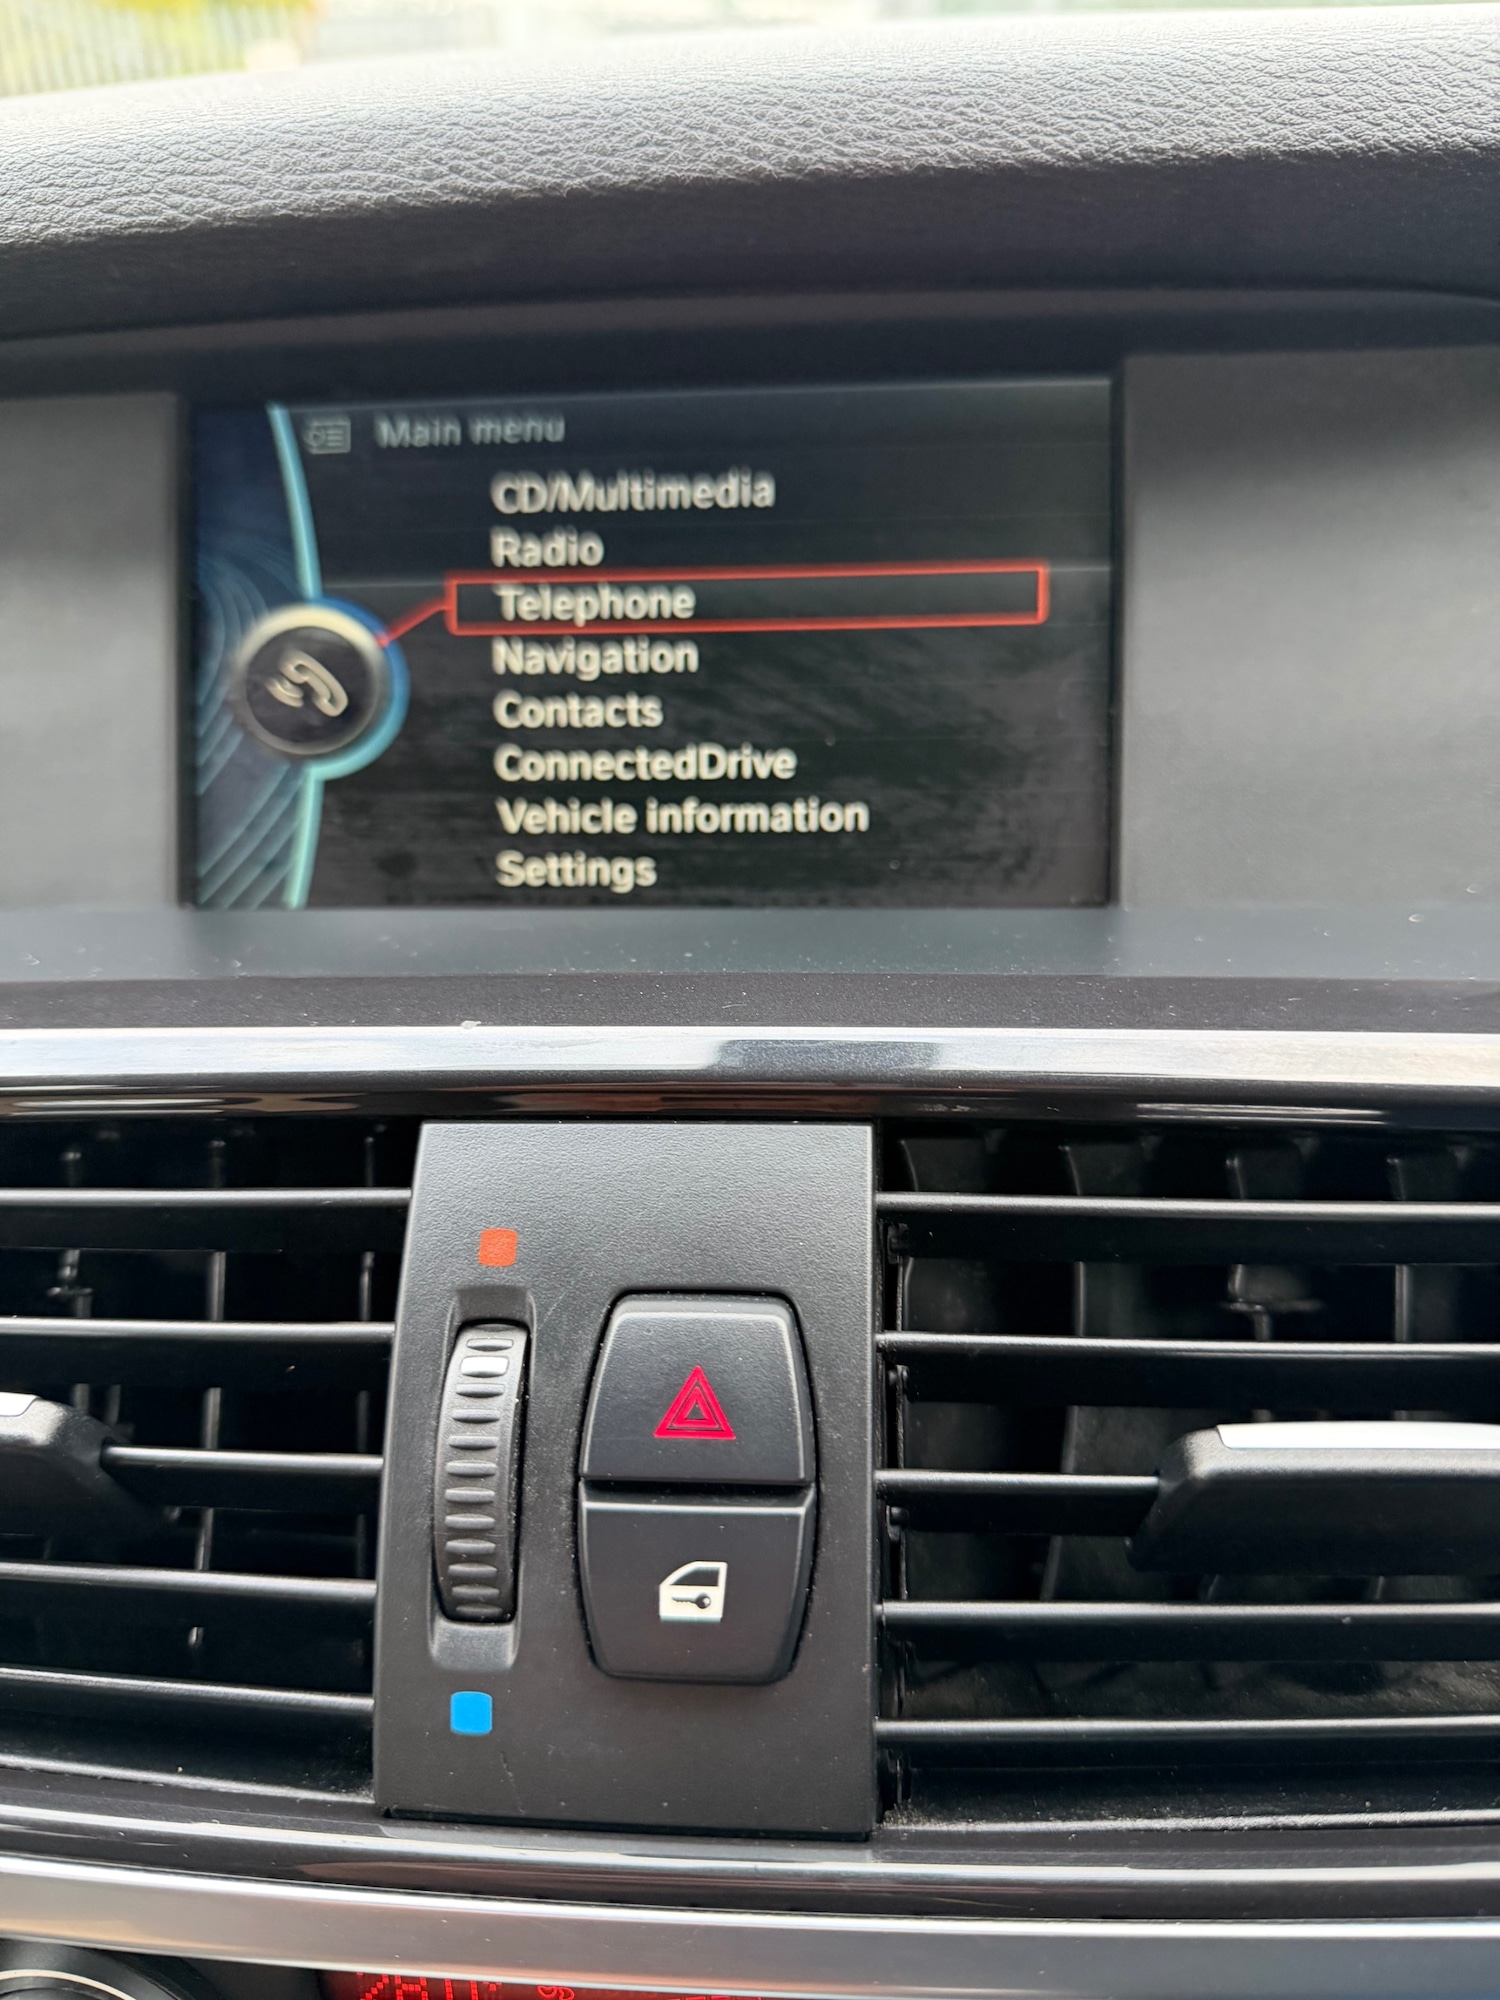 Main menu
CD/Multimedia
Radio
Telephone
Navigation
Contacts
ConnectedDrive
Vehicle information
Settings